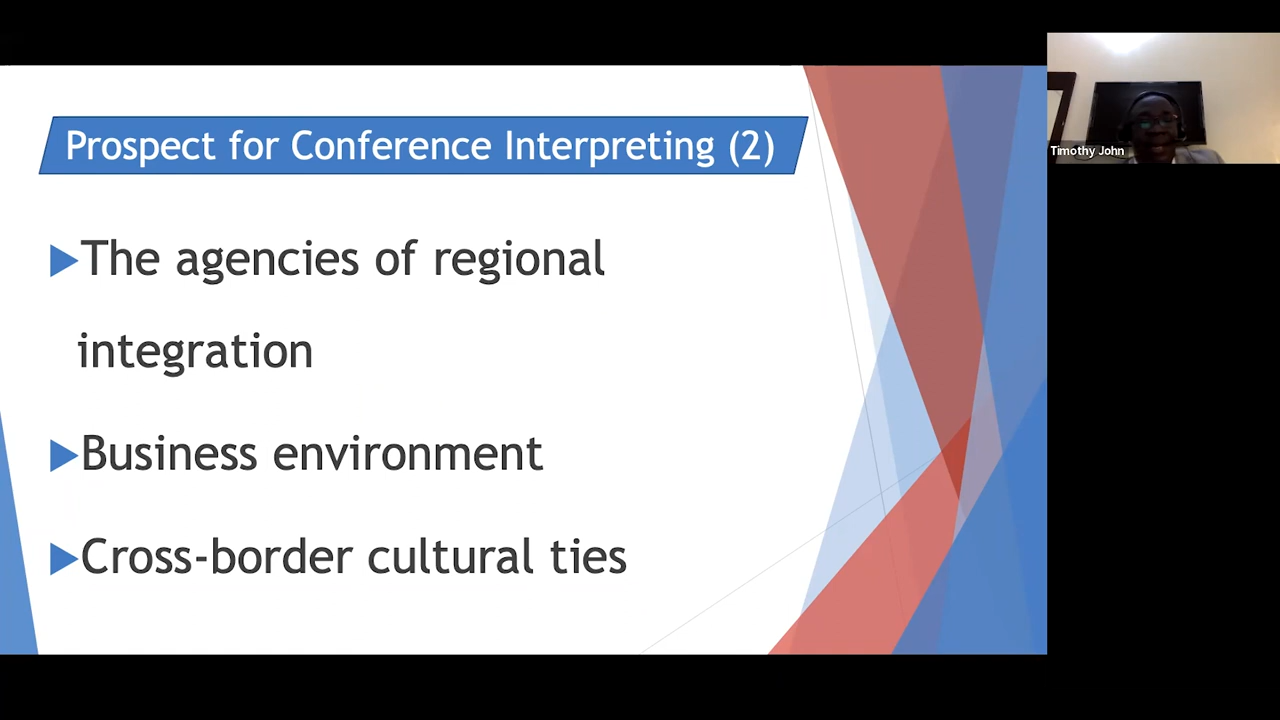 Prospect for Conference Interpreting (2)
The agencies of regional
integration
Business environment
Cross-border cultural ties
Timothy John